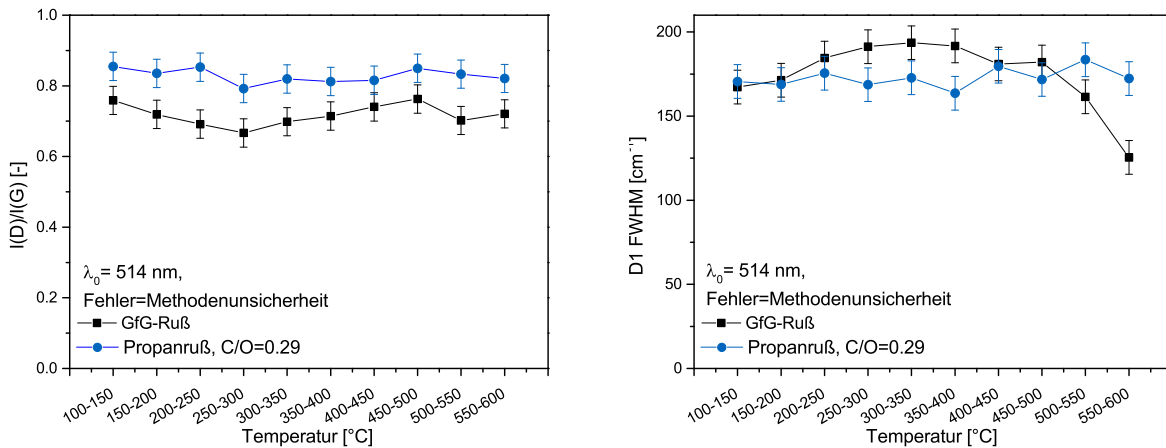 1.0
0.8
0.6
0.4
0.2
0.0
I(D)/I(G) [-]
λ0= 514 nm,
Fehler=Methodenunsicherheit
GfG-Ruß
Propanruß, C/O=0.29
100-150
150-200
200-250
250-300
300-350
350-400
400-450
450-500
500-550
550-600
Temperatur [°C]
200
150
100
50
0
D1 FWHM [cm⁻¹]
λ0= 514 nm,
Fehler=Methodenunsicherheit
GfG-Ruß
Propanruß, C/O=0.29
100-150
150-200
200-250
250-300
300-350
350-400
400-450
450-500
500-550
550-600
Temperatur [°C]